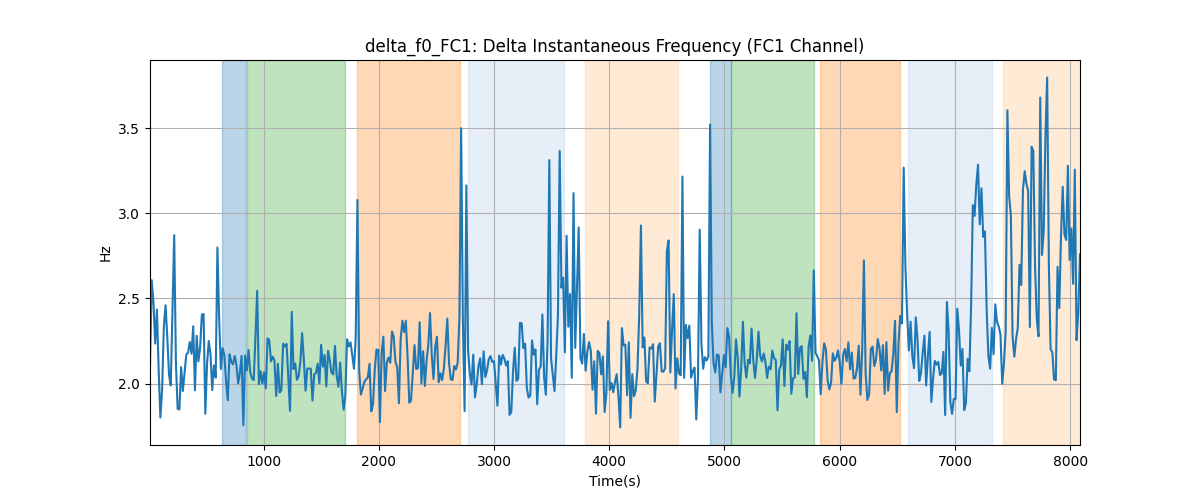 delta_f0_FC1: Delta Instantaneous Frequency (FC1 Channel)
3.5
3.0
2.5
2.0
Hz
1000 2000 3000 4000 5000 6000 7000 8000
Time(s)